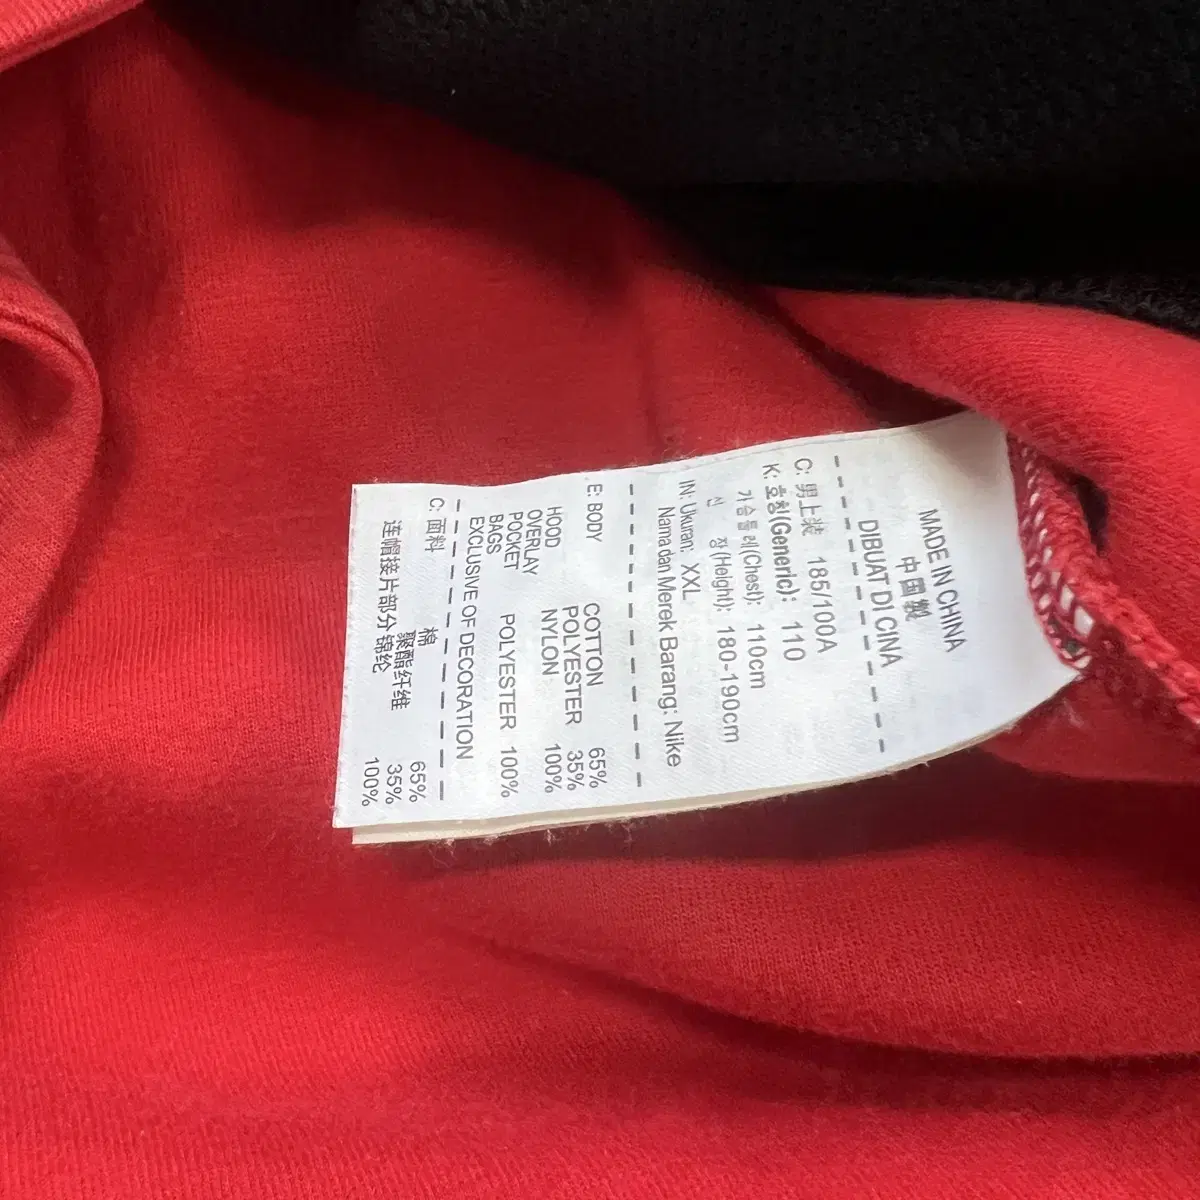 MADE IN CHINA
中国製
DIBUAT DI CINA
C: 男上装 185/100A
K: 호칭(Generic): 110
가슴둘레(Chest): 110cm
신 장(Height): 180-190cm
IN: Ukuran: XXL
Nama dan Merek Barang: Nike
E: BODY COTTON 65%
POLYESTER 35%
HOOD NYLON 100%
OVERLAY
POCKET POLYESTER 100%
BAGS
EXCLUSIVE OF DECORATION
C: 面料 棉 65%
聚酯纤维 35%
连帽接片部分 锦纶 100%